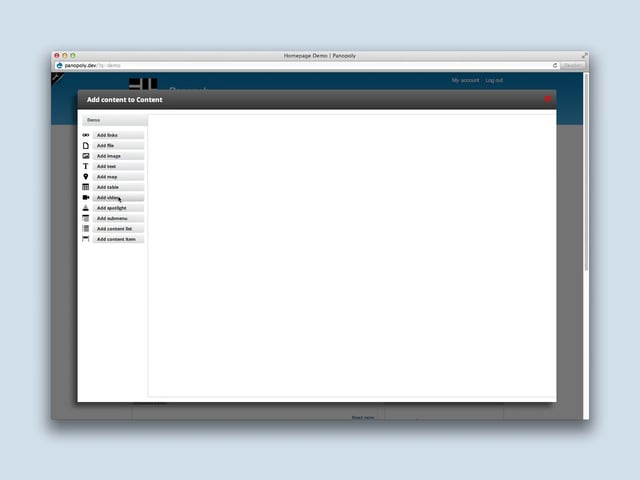 Homepage Demo | Panopoly
panopoly.dev/?q=demo
Reader
My account Log out
Panopoly
Add content to Content
Demo
Add links
Add file
Add image
Add text
Add map
Add table
Add video
Add spotlight
Add submenu
Add content list
Add content item
Read more